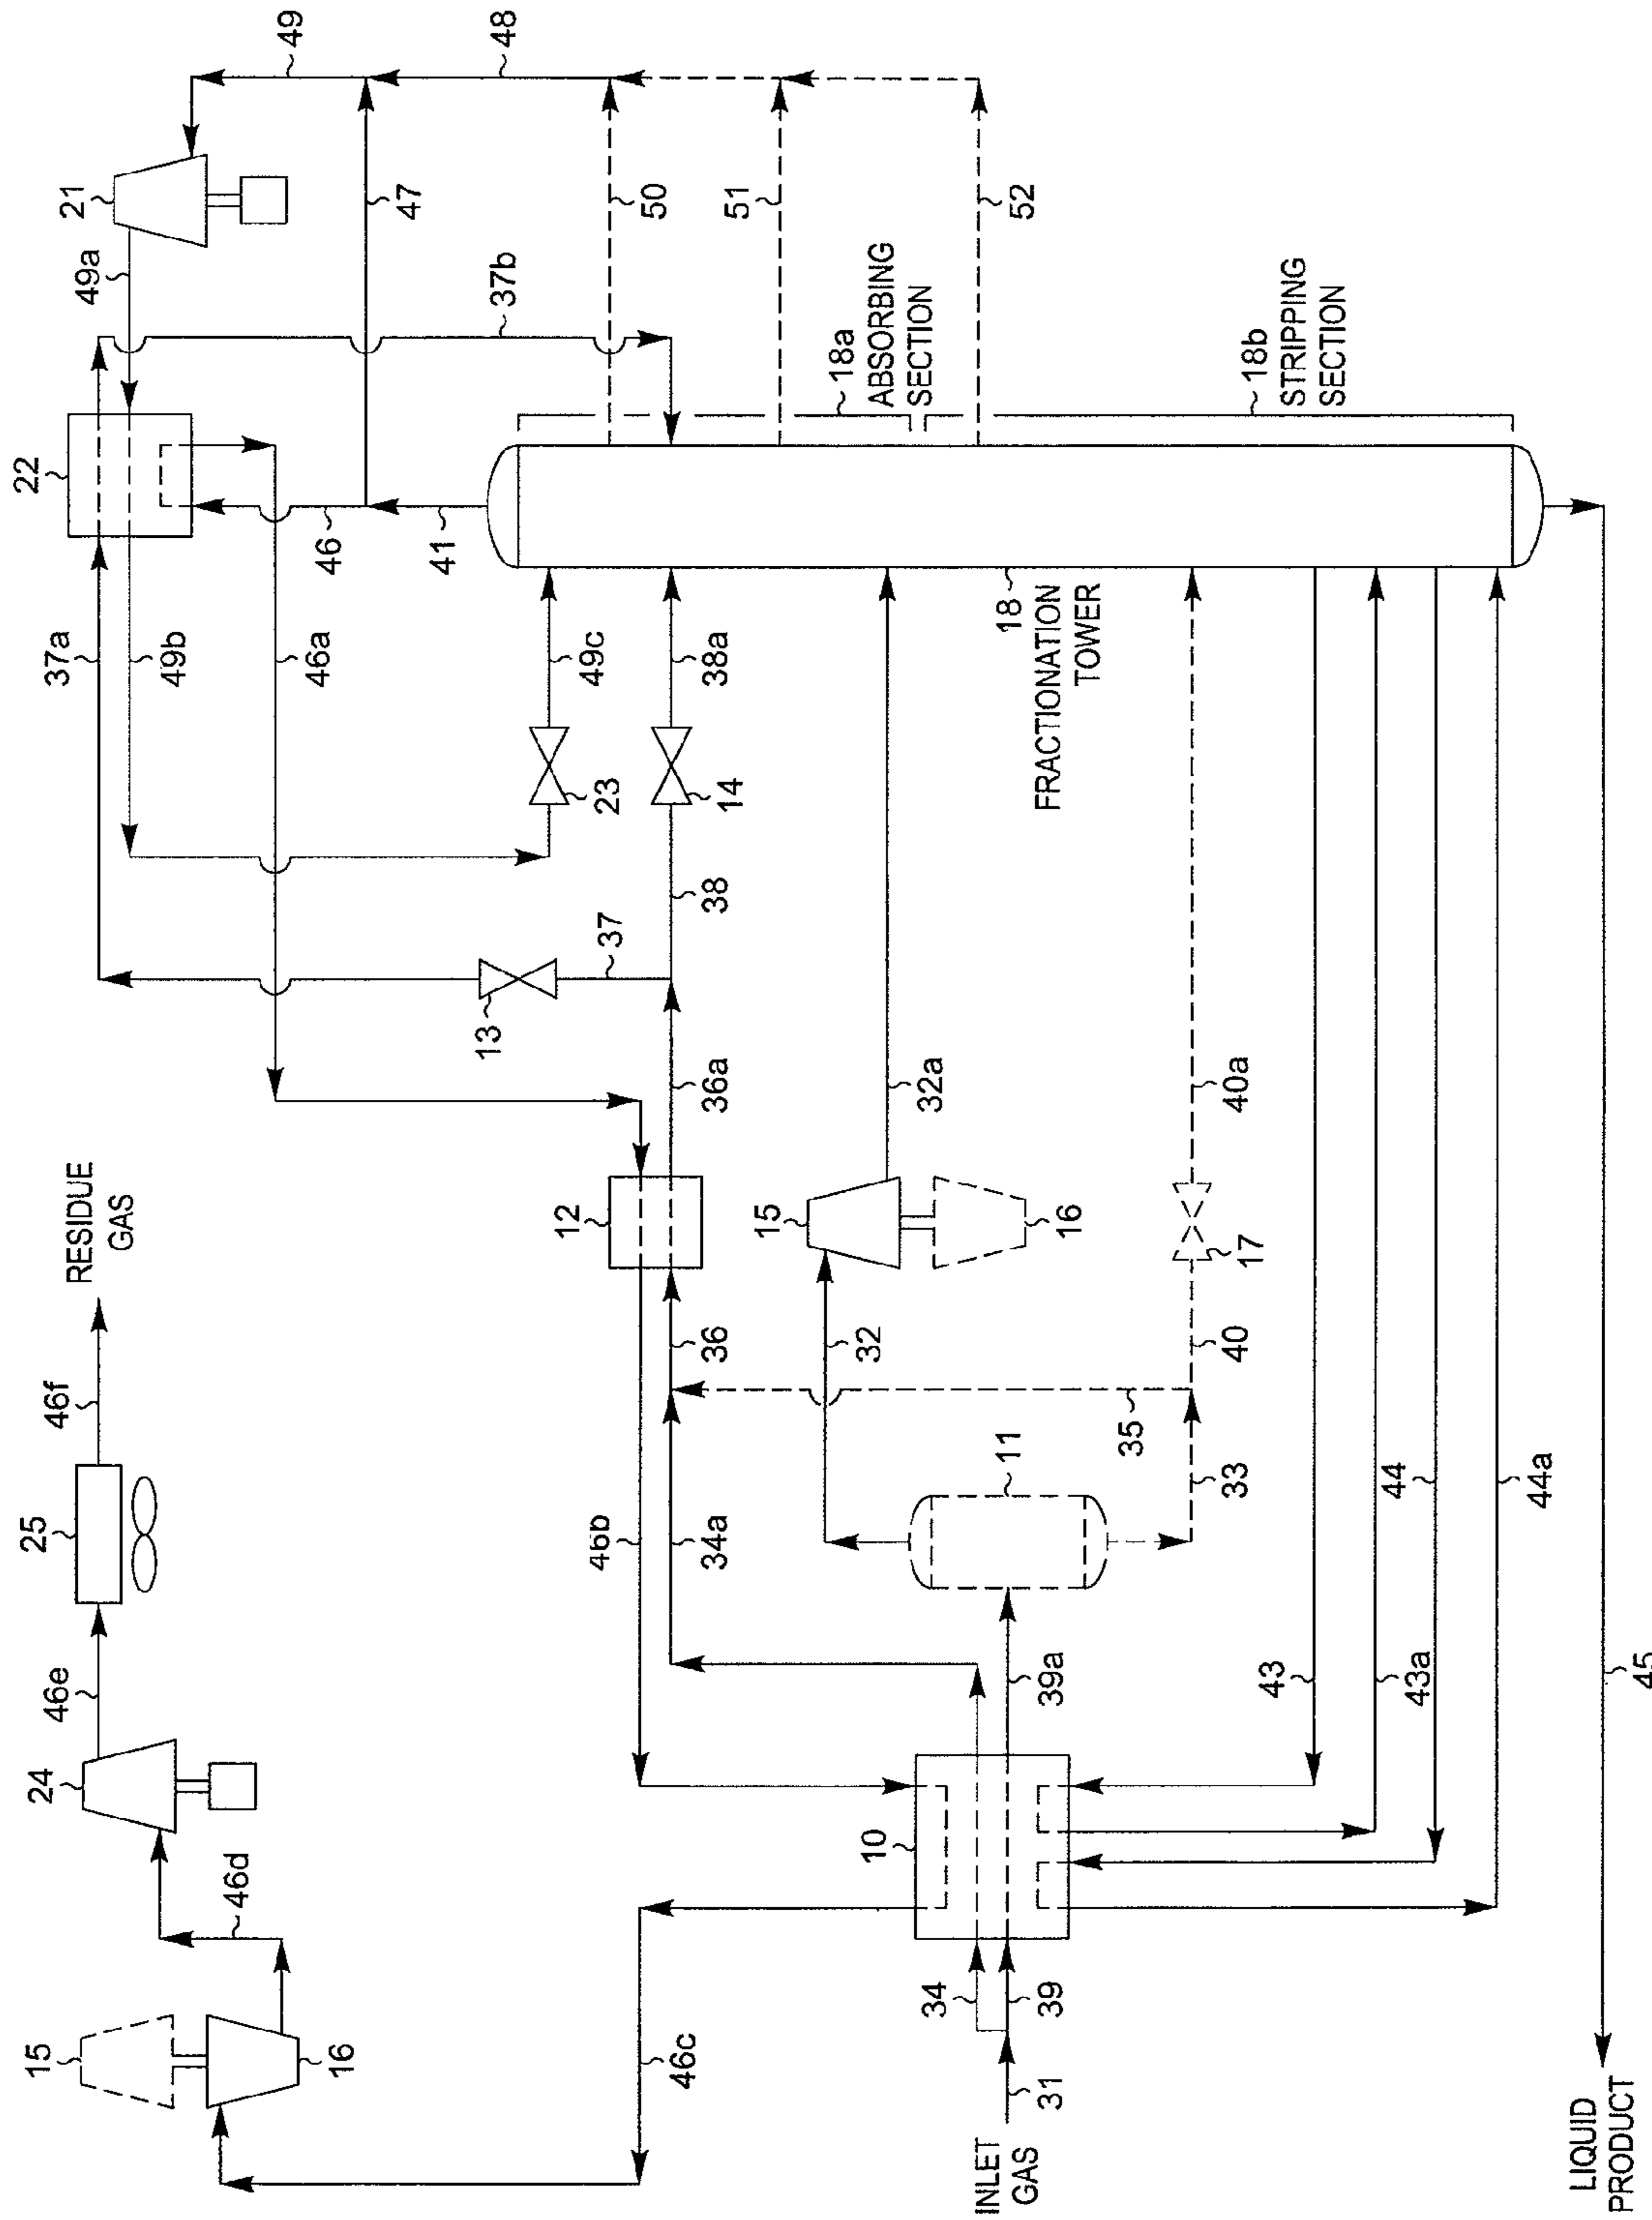 RESIDUE
GAS
15
16
46d
24
46e
25
46f
46c
46b
12
36
34a
36a
13
37
38
14
38a
23
49c
46a
49b
37a
22
46
41
47
21
49a
49
48
37b
50
51
52
18a
ABSORBING
SECTION
18b
STRIPPING
SECTION
18
FRACTIONATION
TOWER
INLET
GAS
31
34
39
10
39a
11
32
33
35
15
16
32a
40
17
40a
43
43a
44
44a
45
LIQUID
PRODUCT